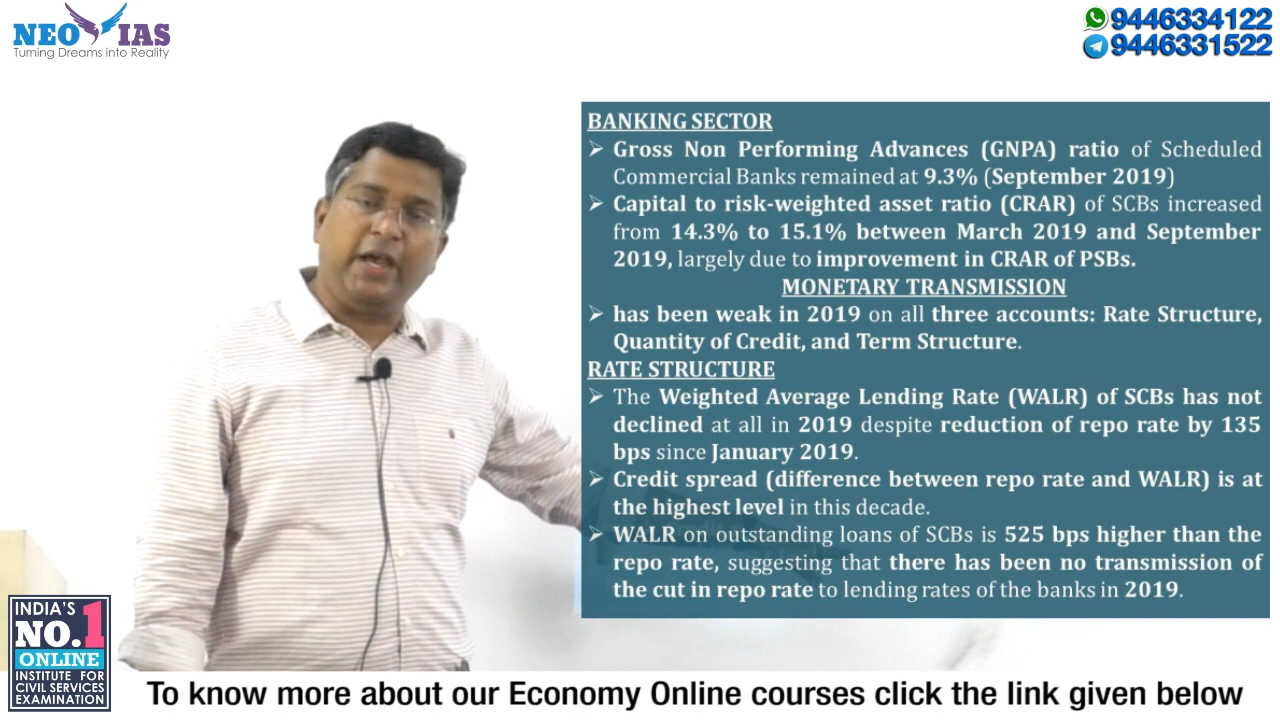 NEO IAS
Turning Dreams into Reality
9446334122
9446331522
BANKING SECTOR
➢ Gross Non Performing Advances (GNPA) ratio of Scheduled
Commercial Banks remained at 9.3% (September 2019)
➢ Capital to risk-weighted asset ratio (CRAR) of SCBs increased
from 14.3% to 15.1% between March 2019 and September
2019, largely due to improvement in CRAR of PSBs.
MONETARY TRANSMISSION
➢ has been weak in 2019 on all three accounts: Rate Structure,
Quantity of Credit, and Term Structure.
RATE STRUCTURE
➢ The Weighted Average Lending Rate (WALR) of SCBs has not
declined at all in 2019 despite reduction of repo rate by 135
bps since January 2019.
➢ Credit spread (difference between repo rate and WALR) is at
the highest level in this decade.
➢ WALR on outstanding loans of SCBs is 525 bps higher than the
repo rate, suggesting that there has been no transmission of
the cut in repo rate to lending rates of the banks in 2019.
INDIA'S
NO.1
ONLINE
INSTITUTE FOR
CIVIL SERVICES
EXAMINATION
To know more about our Economy Online courses click the link given below